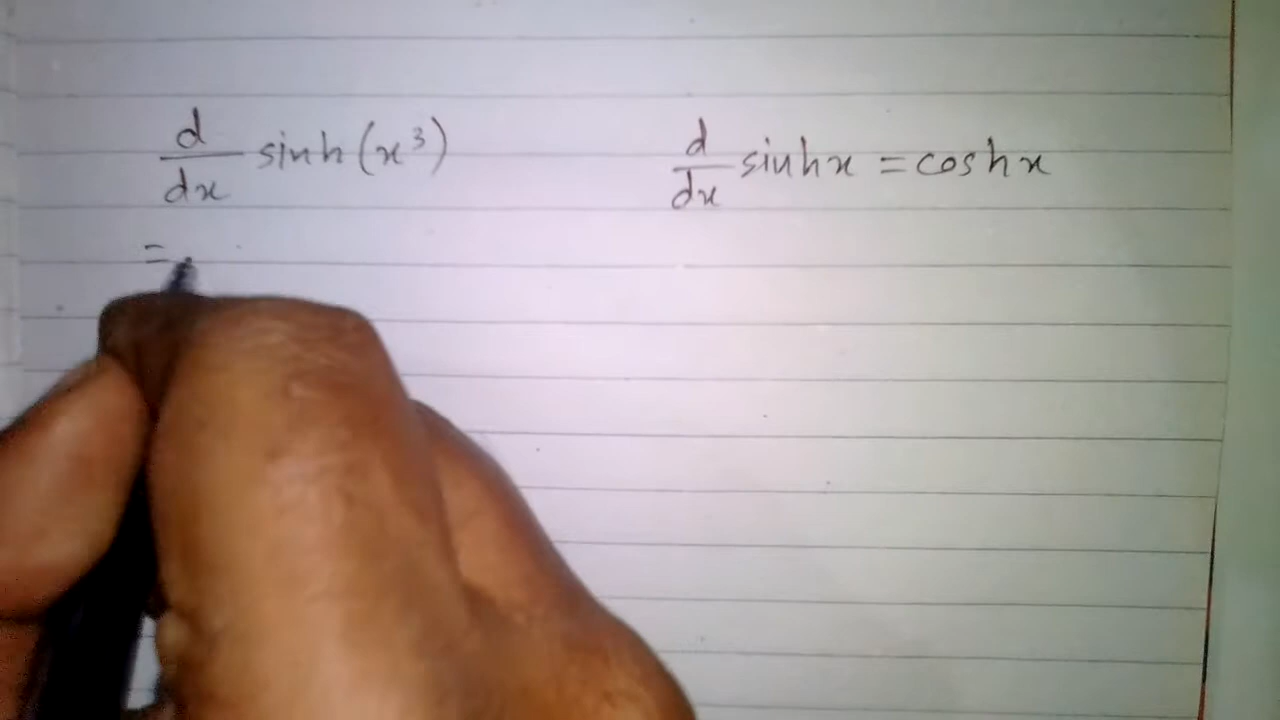 d/dx sinh(x³)
d/dx sinhx = coshx
=